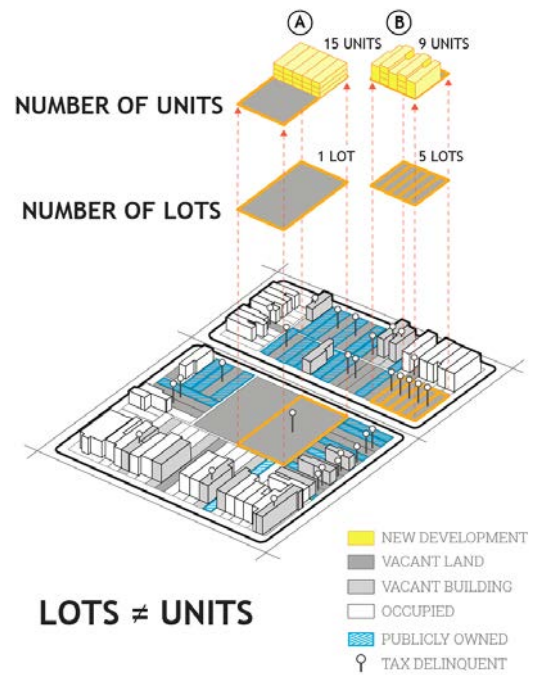 A B
15 UNITS 9 UNITS
NUMBER OF UNITS
1 LOT 5 LOTS
NUMBER OF LOTS
NEW DEVELOPMENT
VACANT LAND
VACANT BUILDING
LOTS ≠ UNITS
OCCUPIED
PUBLICLY OWNED
TAX DELINQUENT